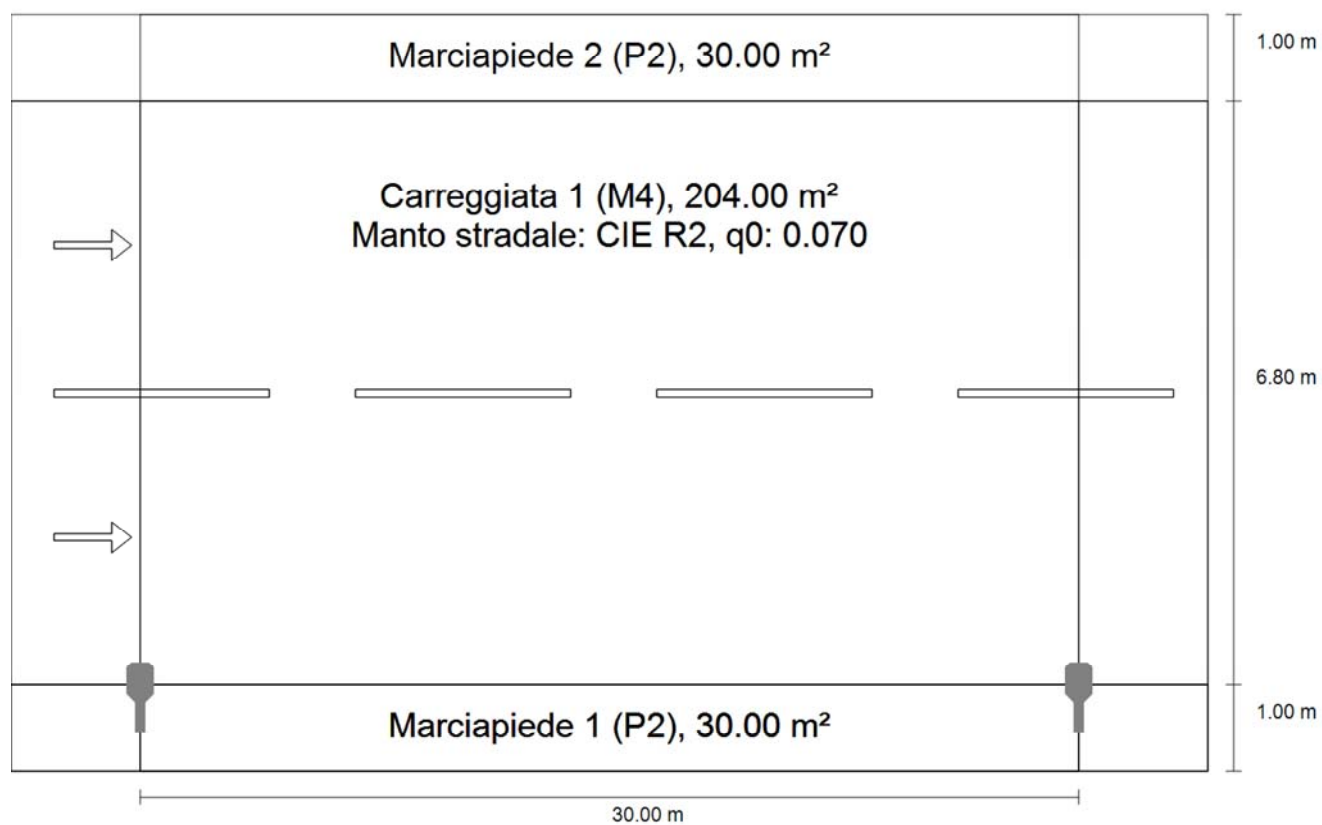 Marciapiede 2 (P2), 30.00 m²
1.00 m
Carreggiata 1 (M4), 204.00 m²
Manto stradale: CIE R2, q0: 0.070
6.80 m
Marciapiede 1 (P2), 30.00 m²
1.00 m
30.00 m